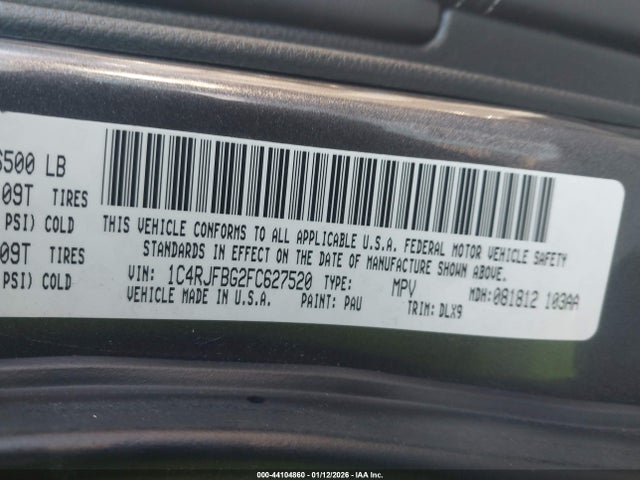 6500 LB
09T TIRES
PSI) COLD
09T TIRES
PSI) COLD
THIS VEHICLE CONFORMS TO ALL APPLICABLE U.S.A. FEDERAL MOTOR VEHICLE SAFETY
STANDARDS IN EFFECT ON THE DATE OF MANUFACTURE SHOWN ABOVE.
VIN: 1C4RJFBG2FC627520 TYPE: MPV MDH: 081812 103AA
VEHICLE MADE IN U.S.A. PAINT: PAU TRIM: DLX9
000-44104860 - 01/12/2026 - IAA Inc.